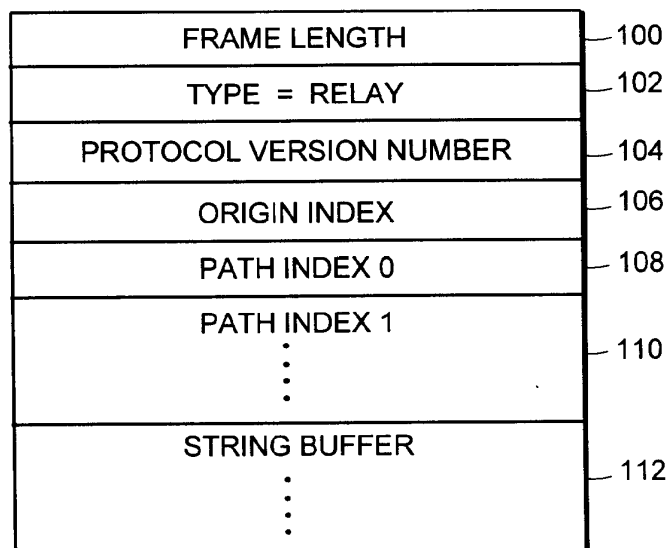 FRAME LENGTH 100
TYPE = RELAY 102
PROTOCOL VERSION NUMBER 104
ORIGIN INDEX 106
PATH INDEX 0 108
PATH INDEX 1
110
STRING BUFFER
112